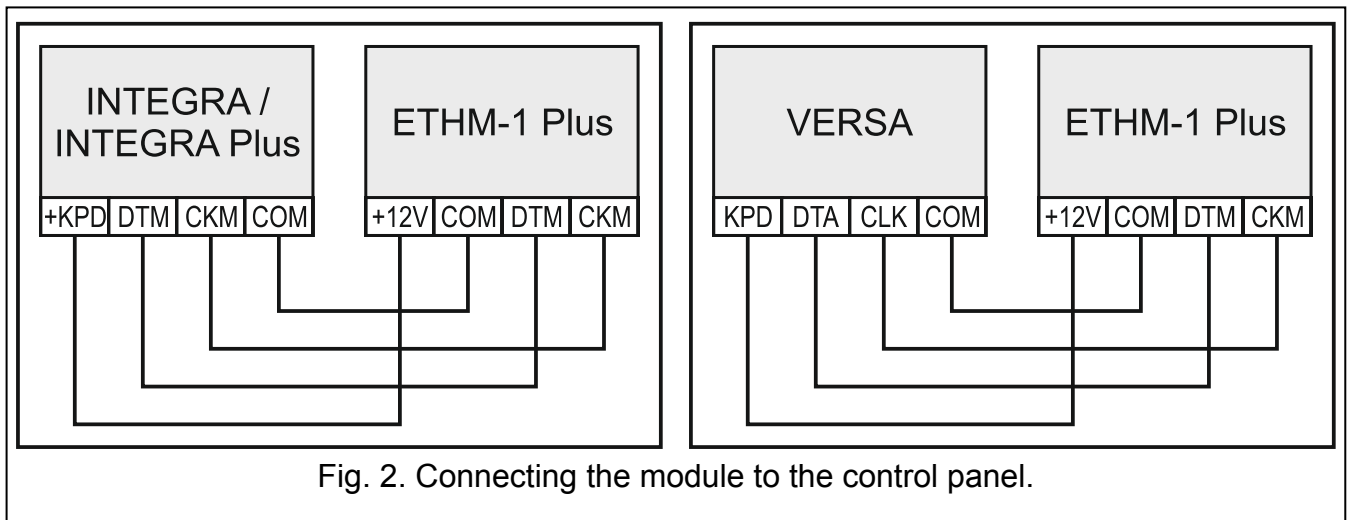 INTEGRA /
INTEGRA Plus
ETHM-1 Plus
+KPD DTM CKM COM
+12V COM DTM CKM
VERSA
ETHM-1 Plus
KPD DTA CLK COM
+12V COM DTM CKM
Fig. 2. Connecting the module to the control panel.